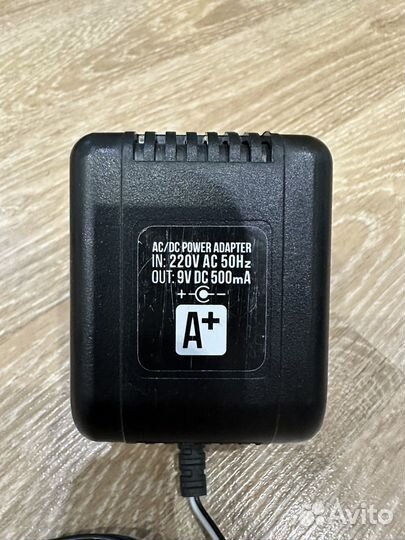 AC/DC POWER ADAPTER
IN: 220V AC 50Hz
OUT: 9V DC 500mA
+ -
A+
Avito